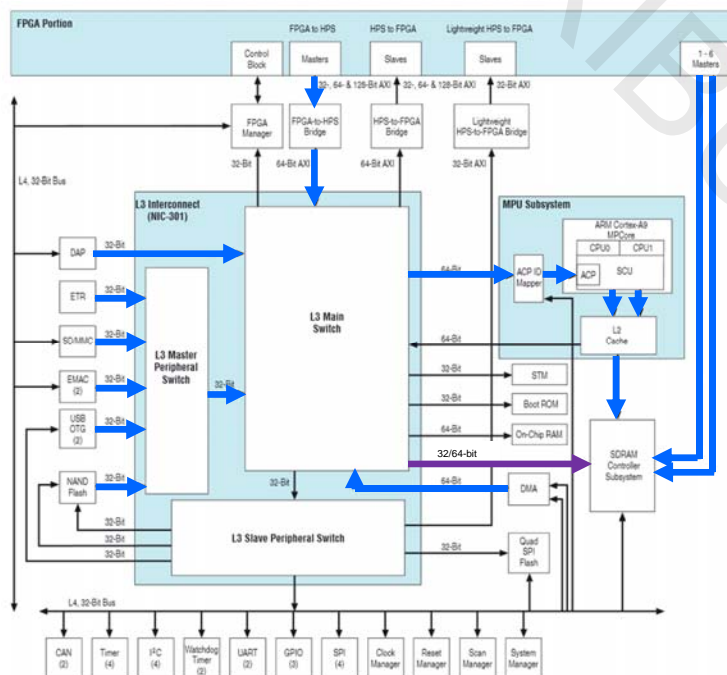 FPGA Portion
FPGA to HPS
HPS to FPGA
Lightweight HPS to FPGA
Control
Block
Masters
Slaves
Slaves
1 - 6
Masters
32-, 64- & 128-Bit AXI
32-, 64- & 128-Bit AXI
32-Bit AXI
FPGA
Manager
FPGA-to-HPS
Bridge
HPS-to-FPGA
Bridge
Lightweight
HPS-to-FPGA Bridge
32-Bit
64-Bit AXI
64-Bit AXI
32-Bit AXI
L4, 32-Bit Bus
L3 Interconnect
(NIC-301)
MPU Subsystem
ARM Cortex-A9
MPCore
CPU0
CPU1
ACP
SCU
ACP ID
Mapper
L2
Cache
DAP
32-Bit
ETR
32-Bit
SD/MMC
32-Bit
EMAC
(2)
32-Bit
USB
OTG
(2)
32-Bit
NAND
Flash
32-Bit
L3 Master
Peripheral
Switch
32-Bit
L3 Main
Switch
64-Bit
64-Bit
32-Bit
STM
32-Bit
Boot ROM
64-Bit
On-Chip RAM
32/64-bit
64-Bit
DMA
SDRAM
Controller
Subsystem
32-Bit
32-Bit
32-Bit
32-Bit
L3 Slave Peripheral Switch
32-Bit
Quad
SPI
Flash
L4, 32-Bit Bus
CAN
(2)
Timer
(4)
I²C
(4)
Watchdog
Timer
(2)
UART
(2)
GPIO
(3)
SPI
(4)
Clock
Manager
Reset
Manager
Scan
Manager
System
Manager